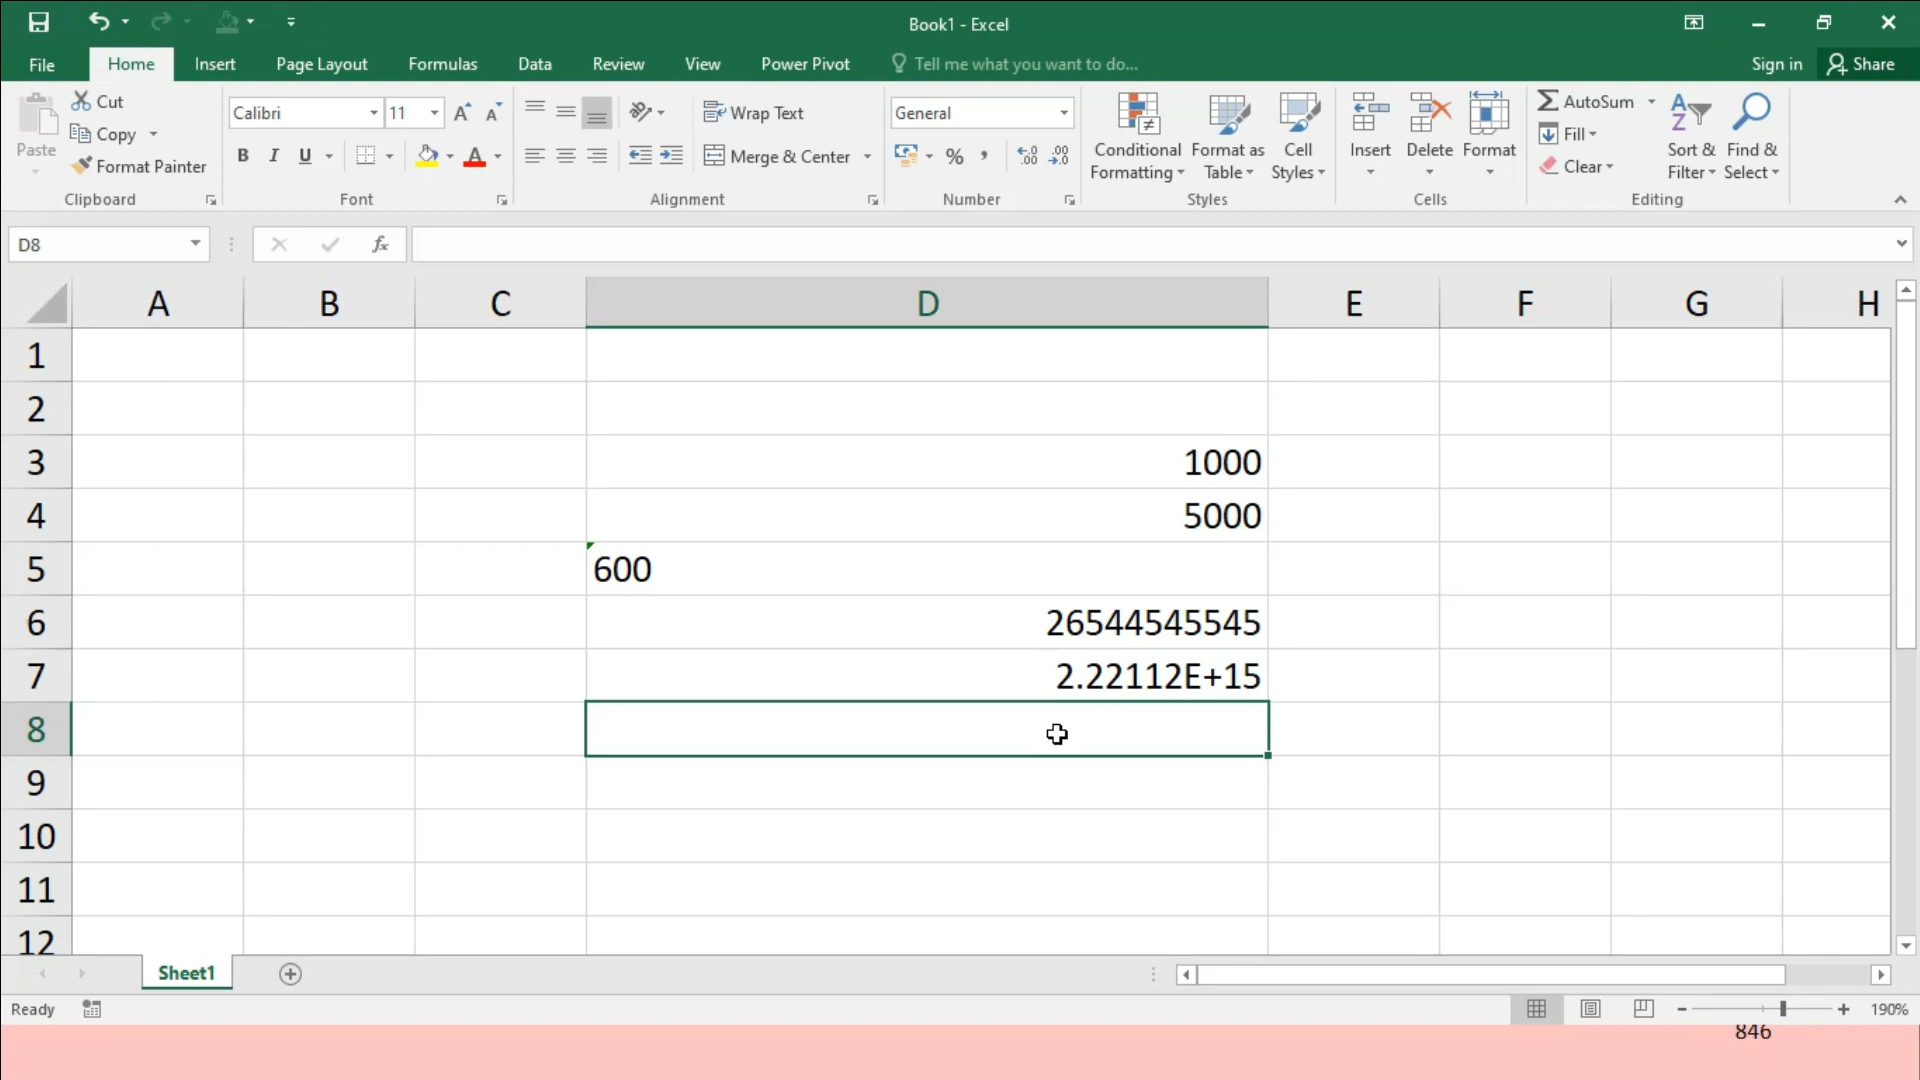 Book1 - Excel
File Home Insert Page Layout Formulas Data Review View Power Pivot Tell me what you want to do... Sign in Share
Paste
Cut
Copy
Format Painter
Clipboard
Calibri 11
B I U A
Font
Wrap Text
Merge & Center
Alignment
General
%
Number
Conditional Formatting
Format as Table
Cell Styles
Styles
Insert Delete Format
Cells
AutoSum
Fill
Clear
Sort & Filter
Find & Select
Editing
D8 fx
A B C D E F G H
1
2
3 1000
4 5000
5 600
6 26544545545
7 2.22112E+15
8
9
10
11
12
Sheet1
Ready 190%
846